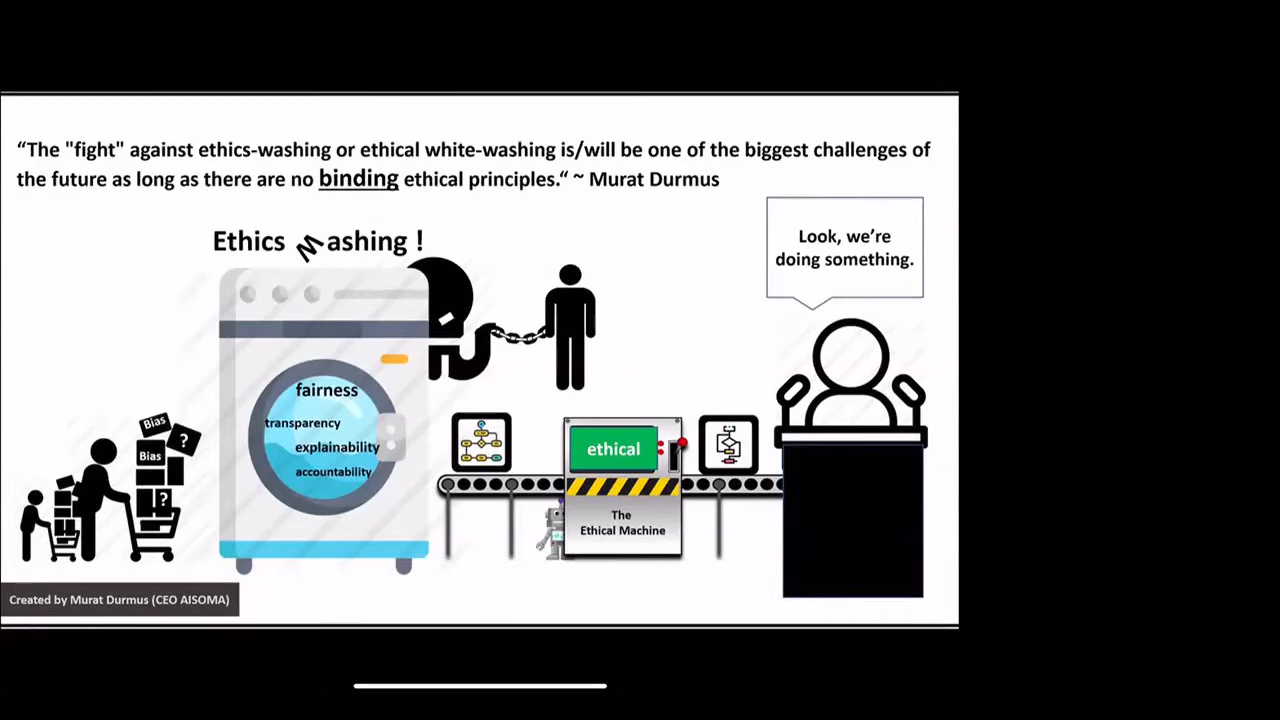 “The "fight" against ethics-washing or ethical white-washing is/will be one of the biggest challenges of
the future as long as there are no binding ethical principles.“ ~ Murat Durmus
Ethics Washing !
Look, we’re
doing something.
fairness
transparency
explainability
accountability
Bias
?
Bias
?
ethical
The
Ethical Machine
Created by Murat Durmus (CEO AISOMA)